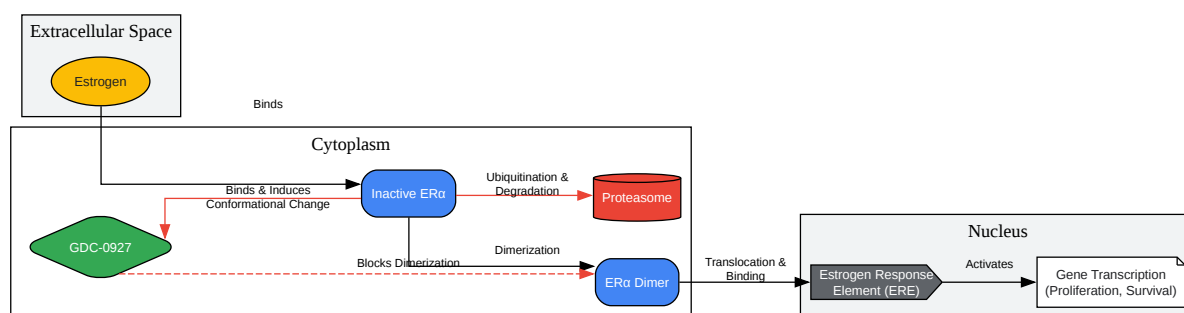 Extracellular Space
Estrogen
Binds
Cytoplasm
Inactive ERα
Ubiquitination &
Degradation
Proteasome
Binds & Induces
Conformational Change
GDC-0927
Dimerization
Blocks Dimerization
ERα Dimer
Translocation &
Binding
Nucleus
Estrogen Response
Element (ERE)
Activates
Gene Transcription
(Proliferation, Survival)